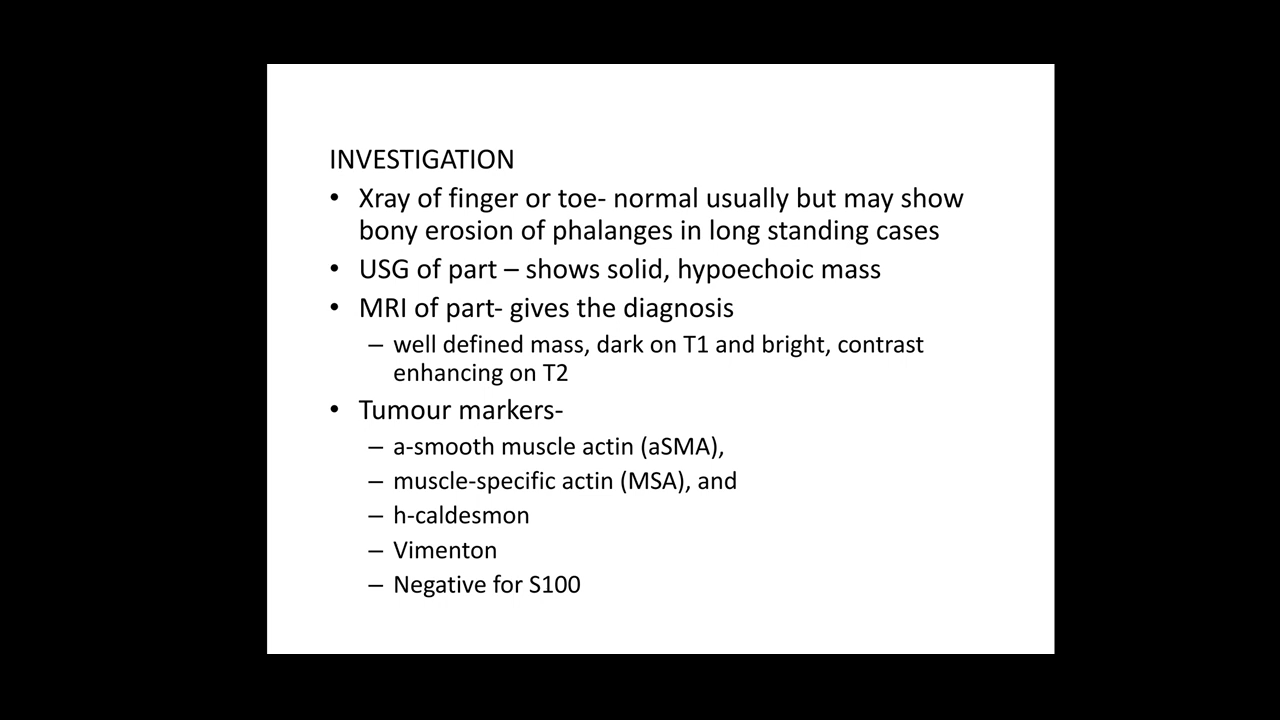 INVESTIGATION
• Xray of finger or toe- normal usually but may show
bony erosion of phalanges in long standing cases
• USG of part – shows solid, hypoechoic mass
• MRI of part- gives the diagnosis
– well defined mass, dark on T1 and bright, contrast
enhancing on T2
• Tumour markers-
– a-smooth muscle actin (aSMA),
– muscle-specific actin (MSA), and
– h-caldesmon
– Vimenton
– Negative for S100